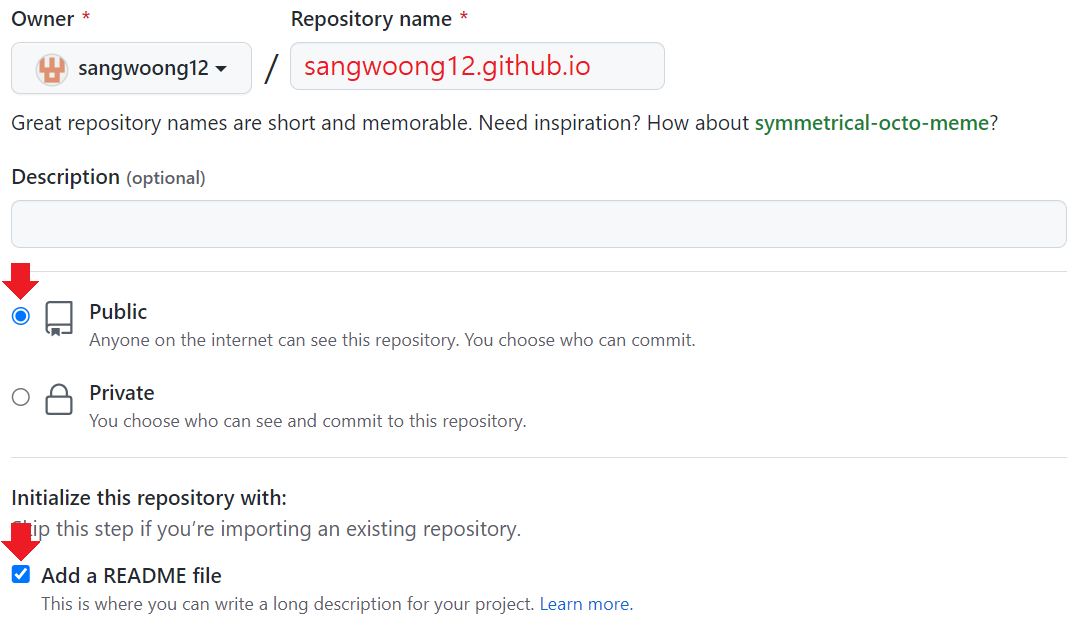 Owner * Repository name *
sangwoong12 / sangwoong12.github.io
Great repository names are short and memorable. Need inspiration? How about symmetrical-octo-meme?
Description (optional)
Public
Anyone on the internet can see this repository. You choose who can commit.
Private
You choose who can see and commit to this repository.
Initialize this repository with:
Skip this step if you're importing an existing repository.
Add a README file
This is where you can write a long description for your project. Learn more.